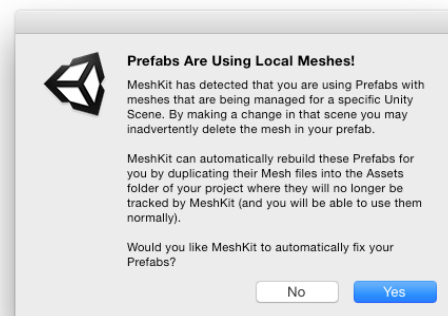 Prefabs Are Using Local Meshes!
MeshKit has detected that you are using Prefabs with
meshes that are being managed for a specific Unity
Scene. By making a change in that scene you may
inadvertently delete the mesh in your prefab.
MeshKit can automatically rebuild these Prefabs for
you by duplicating their Mesh files into the Assets
folder of your project where they will no longer be
tracked by MeshKit (and you will be able to use them
normally).
Would you like MeshKit to automatically fix your
Prefabs?
No
Yes